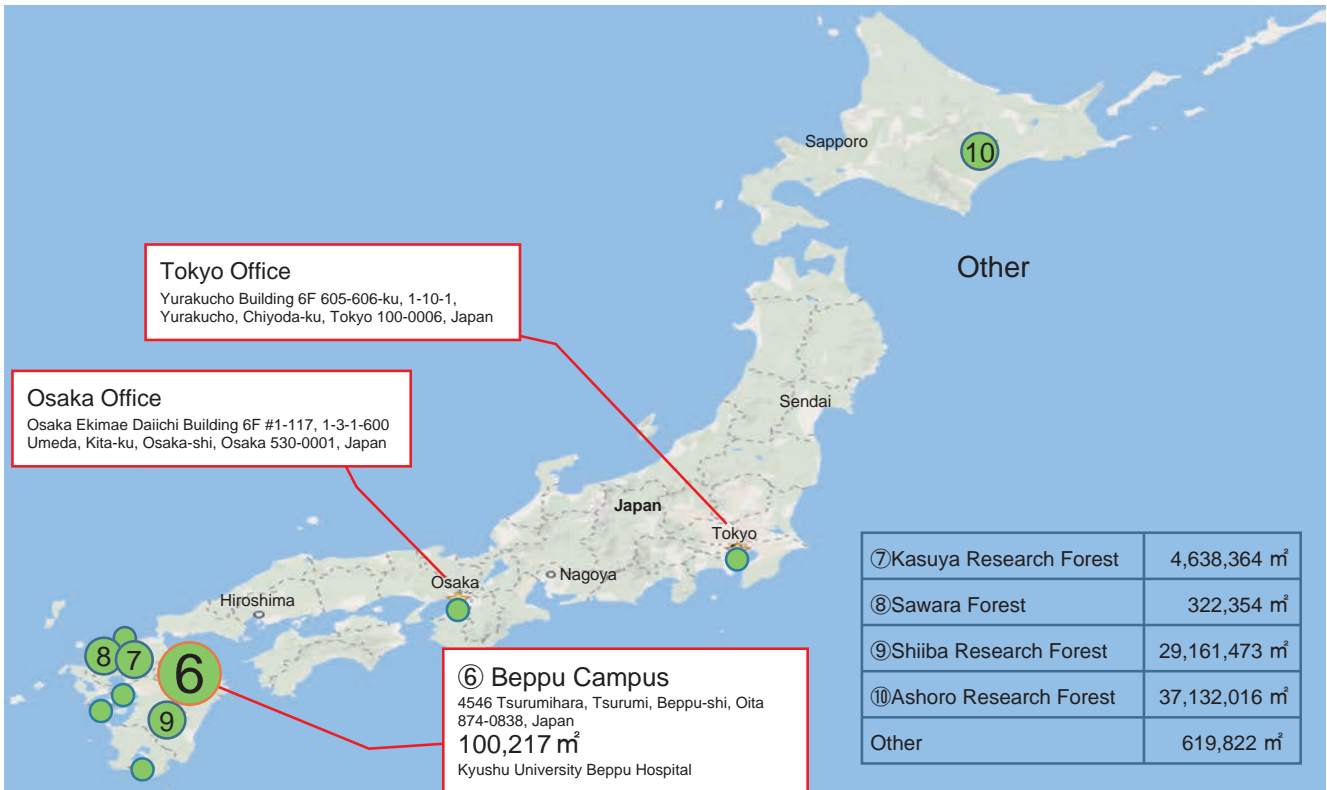 Sapporo
10
Other
Tokyo Office
Yurakucho Building 6F 605-606-ku, 1-10-1,
Yurakucho, Chiyoda-ku, Tokyo 100-0006, Japan
Osaka Office
Osaka Ekimae Daiichi Building 6F #1-117, 1-3-1-600
Umeda, Kita-ku, Osaka-shi, Osaka 530-0001, Japan
Sendai
Japan
Tokyo
Nagoya
Osaka
Hiroshima
8
7
6
9
⑥ Beppu Campus
4546 Tsurumihara, Tsurumi, Beppu-shi, Oita
874-0838, Japan
100,217 ㎡
Kyushu University Beppu Hospital
⑦Kasuya Research Forest 4,638,364 ㎡
⑧Sawara Forest 322,354 ㎡
⑨Shiiba Research Forest 29,161,473 ㎡
⑩Ashoro Research Forest 37,132,016 ㎡
Other 619,822 ㎡